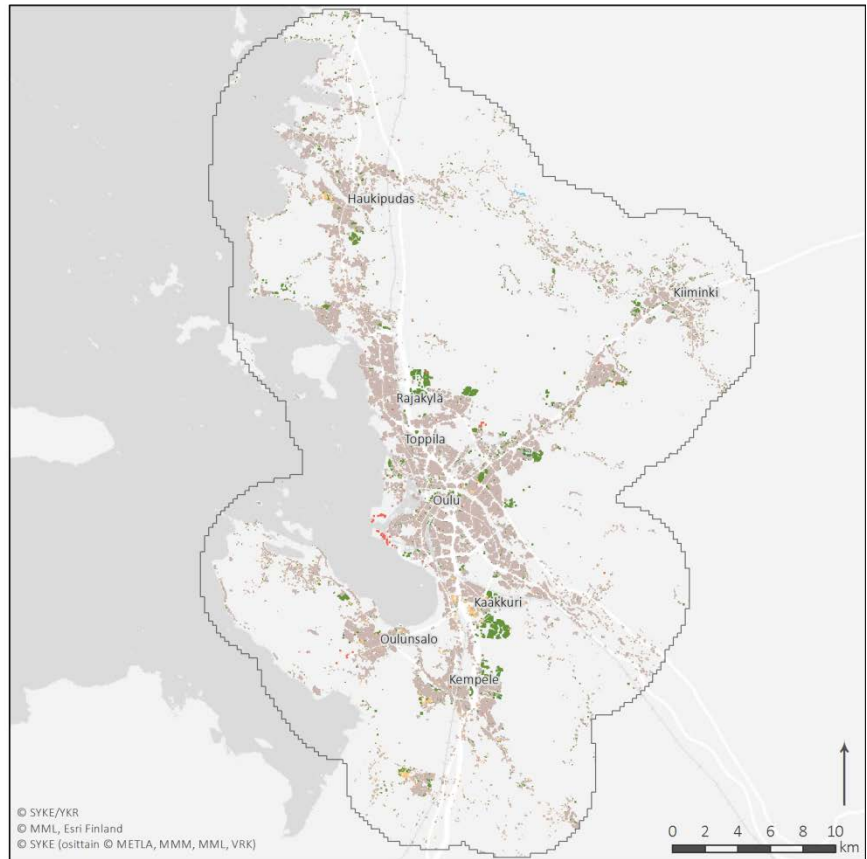 Haukipudas
Kiiminki
Rajakylä
Toppila
Oulu
Kaakkuri
Oulunsalo
Kempele
© SYKE/YKR
© MML, Esri Finland
© SYKE (osittain © METLA, MMM, MML, VRK)
0 2 4 6 8 10
km